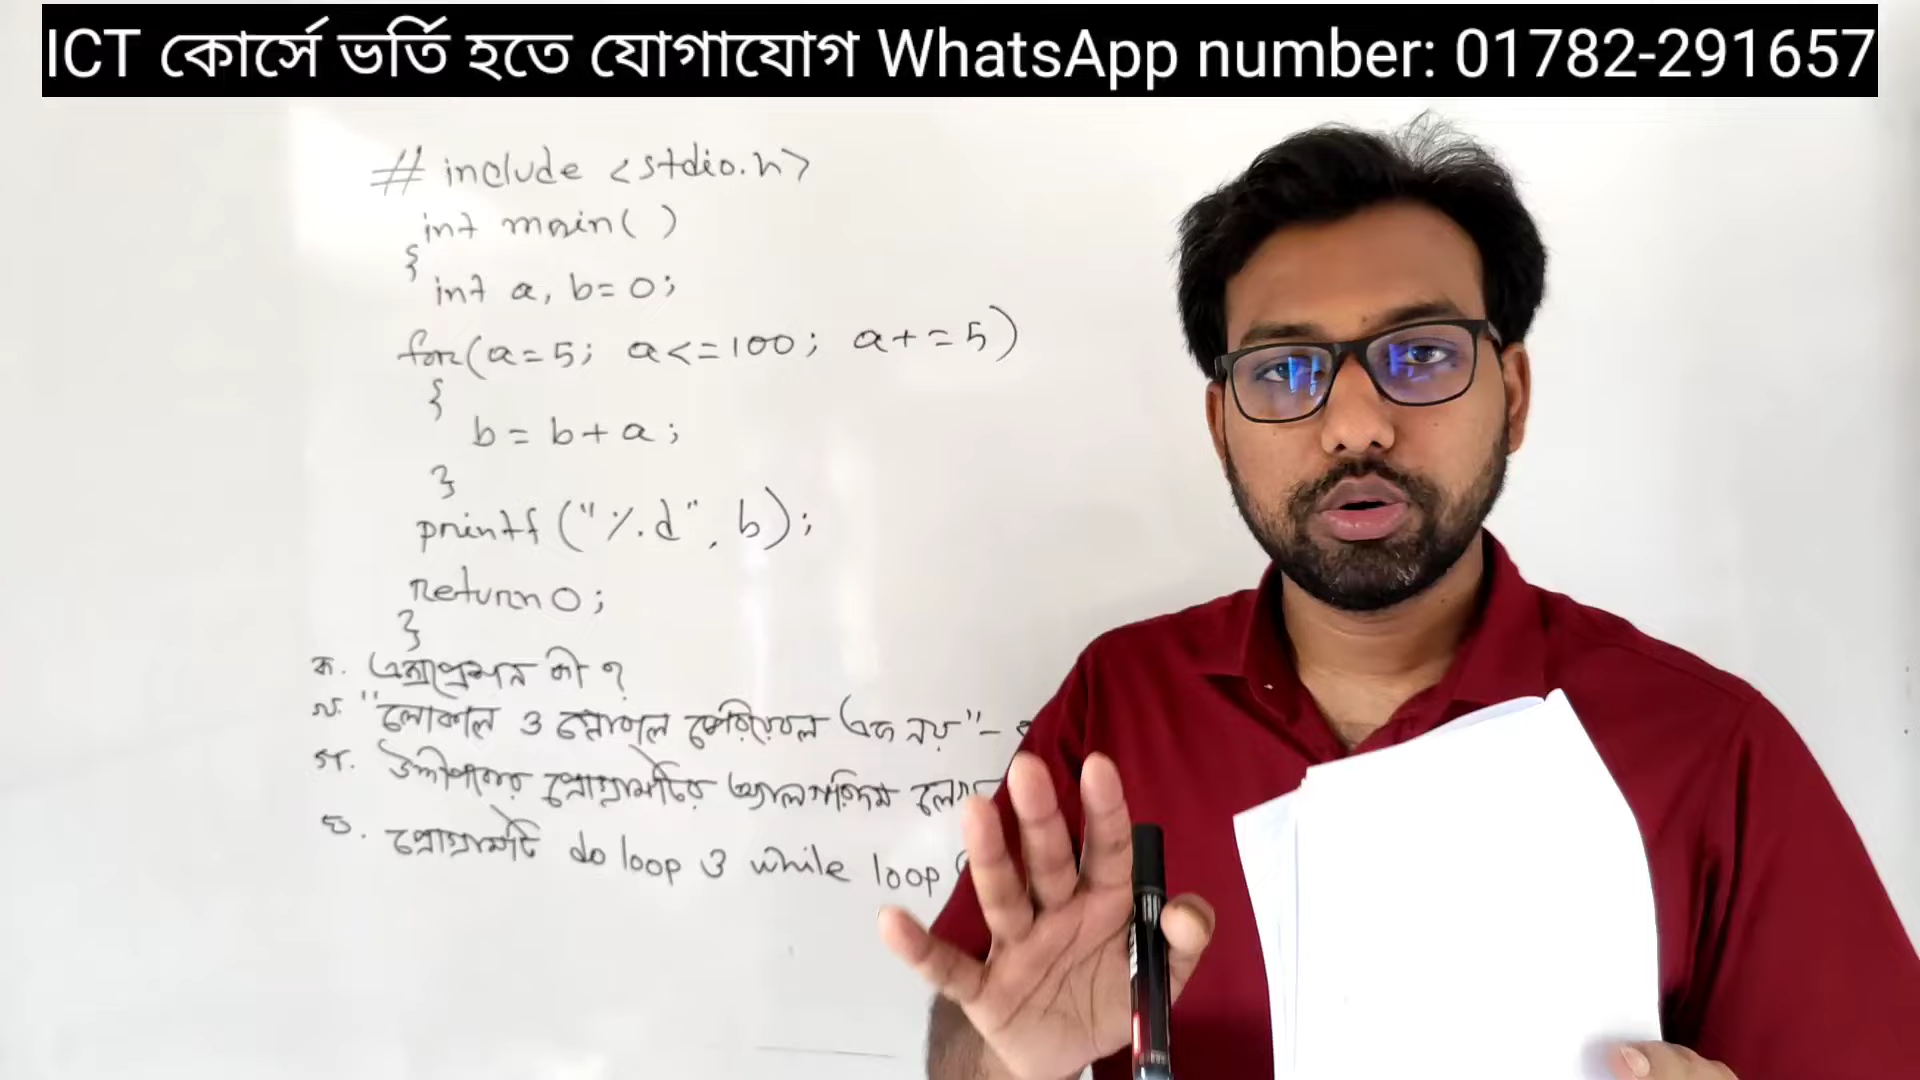 ICT কোর্সে ভর্তি হতে যোগাযোগ WhatsApp number: 01782-291657
# include <stdio.h>
int main( )
{
int a, b=0;
for(a=5; a<=100; a+=5)
{
b = b+a;
}
printf ("%d", b);
return 0;
}
ক. এক্সপ্রেশন কী ?
খ. "লোকাল ও গ্লোবাল ভেরিয়েবল এক নয়" –
গ. উদ্দীপকের প্রোগ্রামটির অ্যালগরিদম
ঘ. প্রোগ্রামটি do loop ও while loop